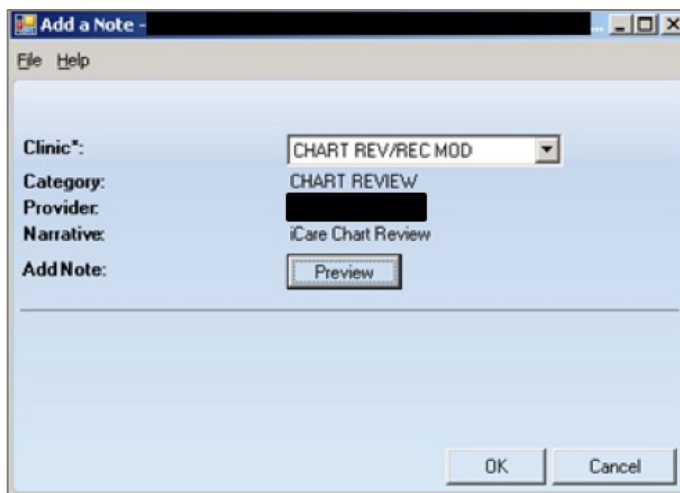 Add a Note - ...
File Help
Clinic*: CHART REV/REC MOD
Category: CHART REVIEW
Provider:
Narrative: iCare Chart Review
Add Note: Preview
OK Cancel